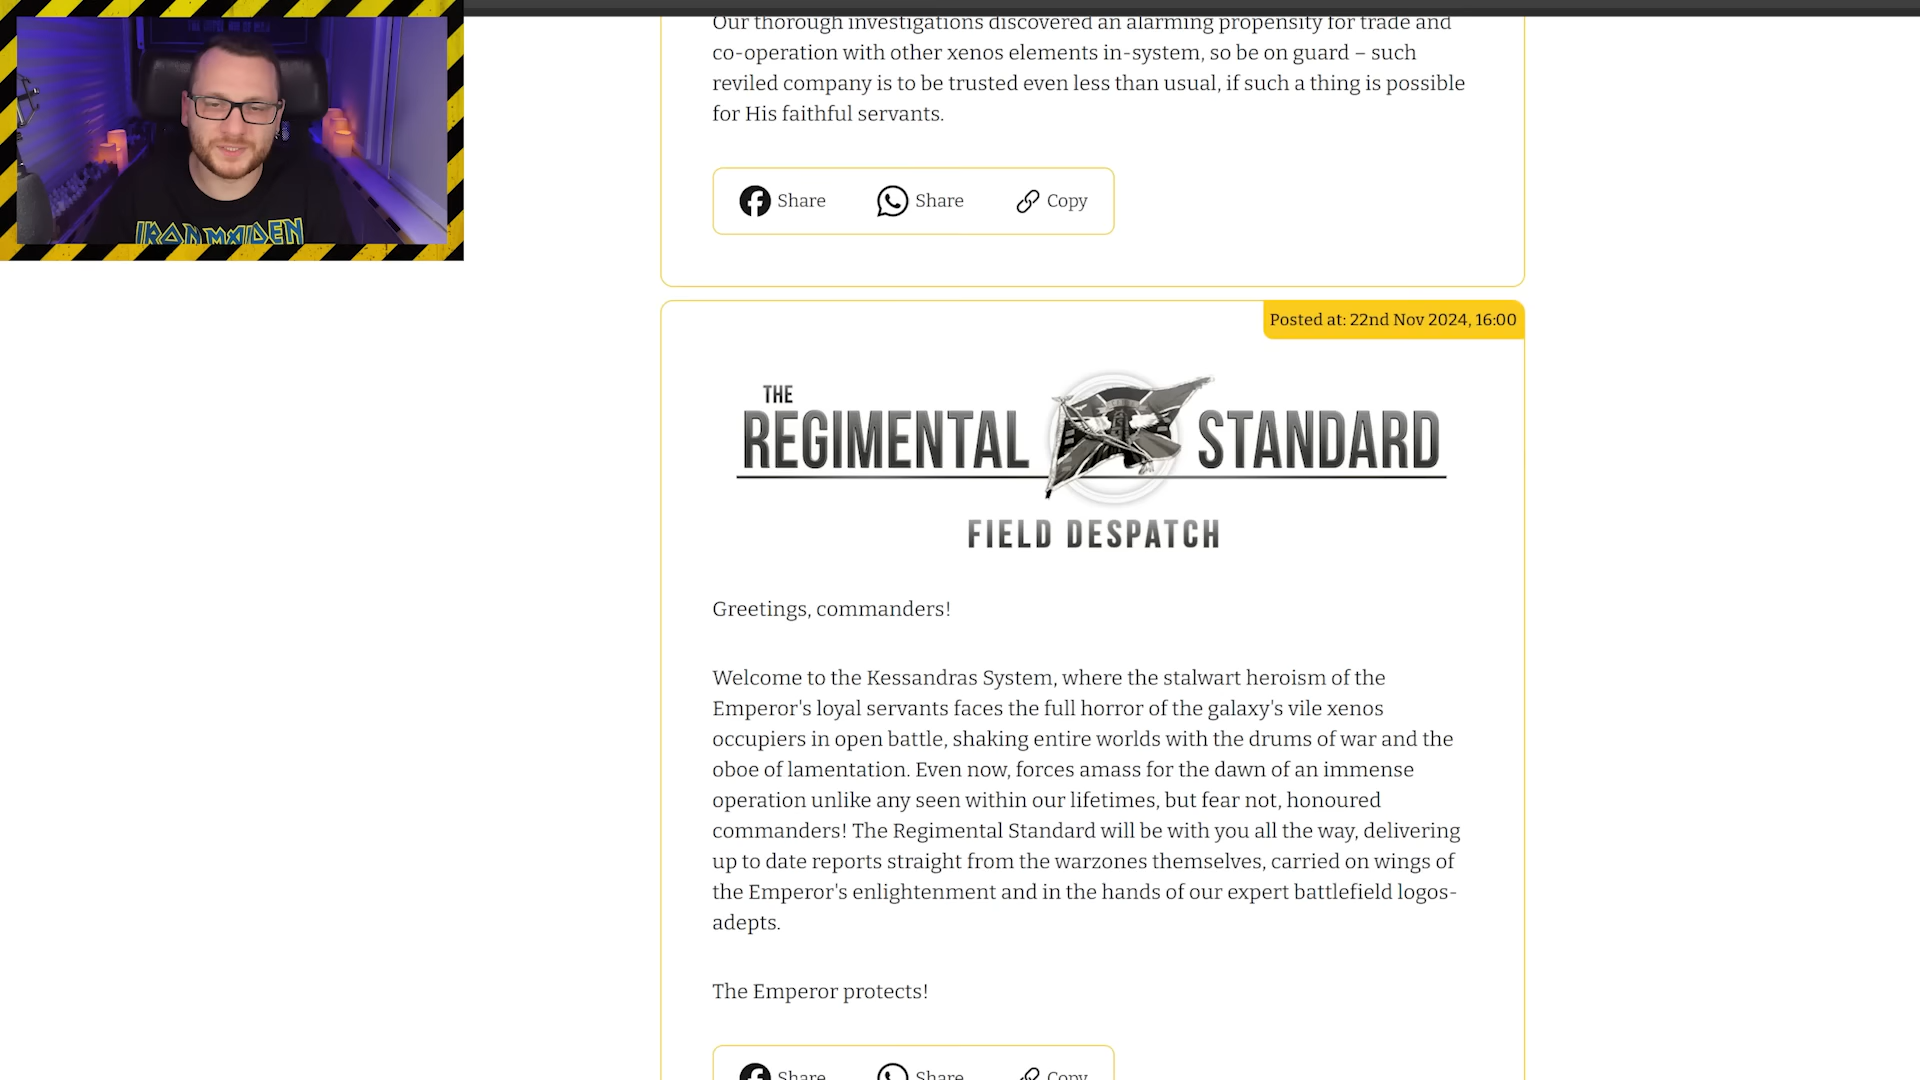 IRON MAIDEN
Our thorough investigations discovered an alarming propensity for trade and
co-operation with other xenos elements in-system, so be on guard – such
reviled company is to be trusted even less than usual, if such a thing is possible
for His faithful servants.
Share Share Copy
Posted at: 22nd Nov 2024, 16:00
THE
REGIMENTAL STANDARD
FIELD DESPATCH
Greetings, commanders!
Welcome to the Kessandras System, where the stalwart heroism of the
Emperor's loyal servants faces the full horror of the galaxy's vile xenos
occupiers in open battle, shaking entire worlds with the drums of war and the
oboe of lamentation. Even now, forces amass for the dawn of an immense
operation unlike any seen within our lifetimes, but fear not, honoured
commanders! The Regimental Standard will be with you all the way, delivering
up to date reports straight from the warzones themselves, carried on wings of
the Emperor's enlightenment and in the hands of our expert battlefield logos-
adepts.
The Emperor protects!
Share Share Copy